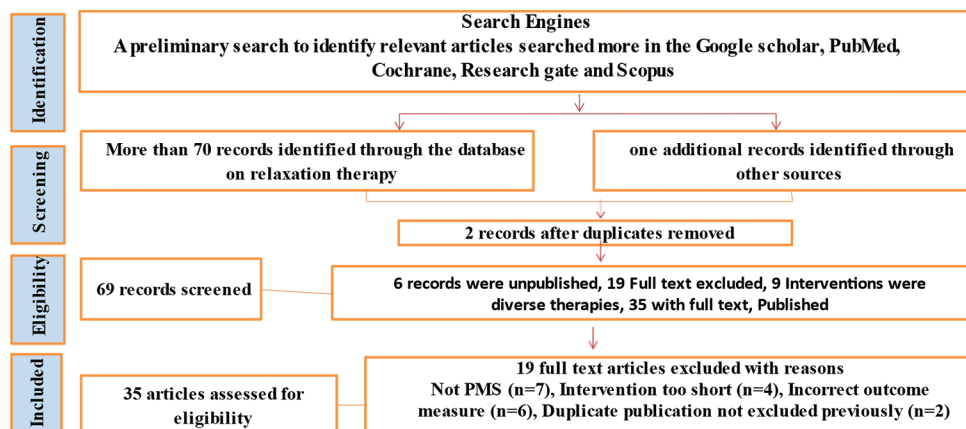 Identification
Search Engines
A preliminary search to identify relevant articles searched more in the Google scholar, PubMed,
Cochrane, Research gate and Scopus
Screening
More than 70 records identified through the database
on relaxation therapy
one additional records identified through
other sources
2 records after duplicates removed
Eligibility
69 records screened
6 records were unpublished, 19 Full text excluded, 9 Interventions were
diverse therapies, 35 with full text, Published
Included
35 articles assessed for
eligibility
19 full text articles excluded with reasons
Not PMS (n=7), Intervention too short (n=4), Incorrect outcome
measure (n=6), Duplicate publication not excluded previously (n=2)